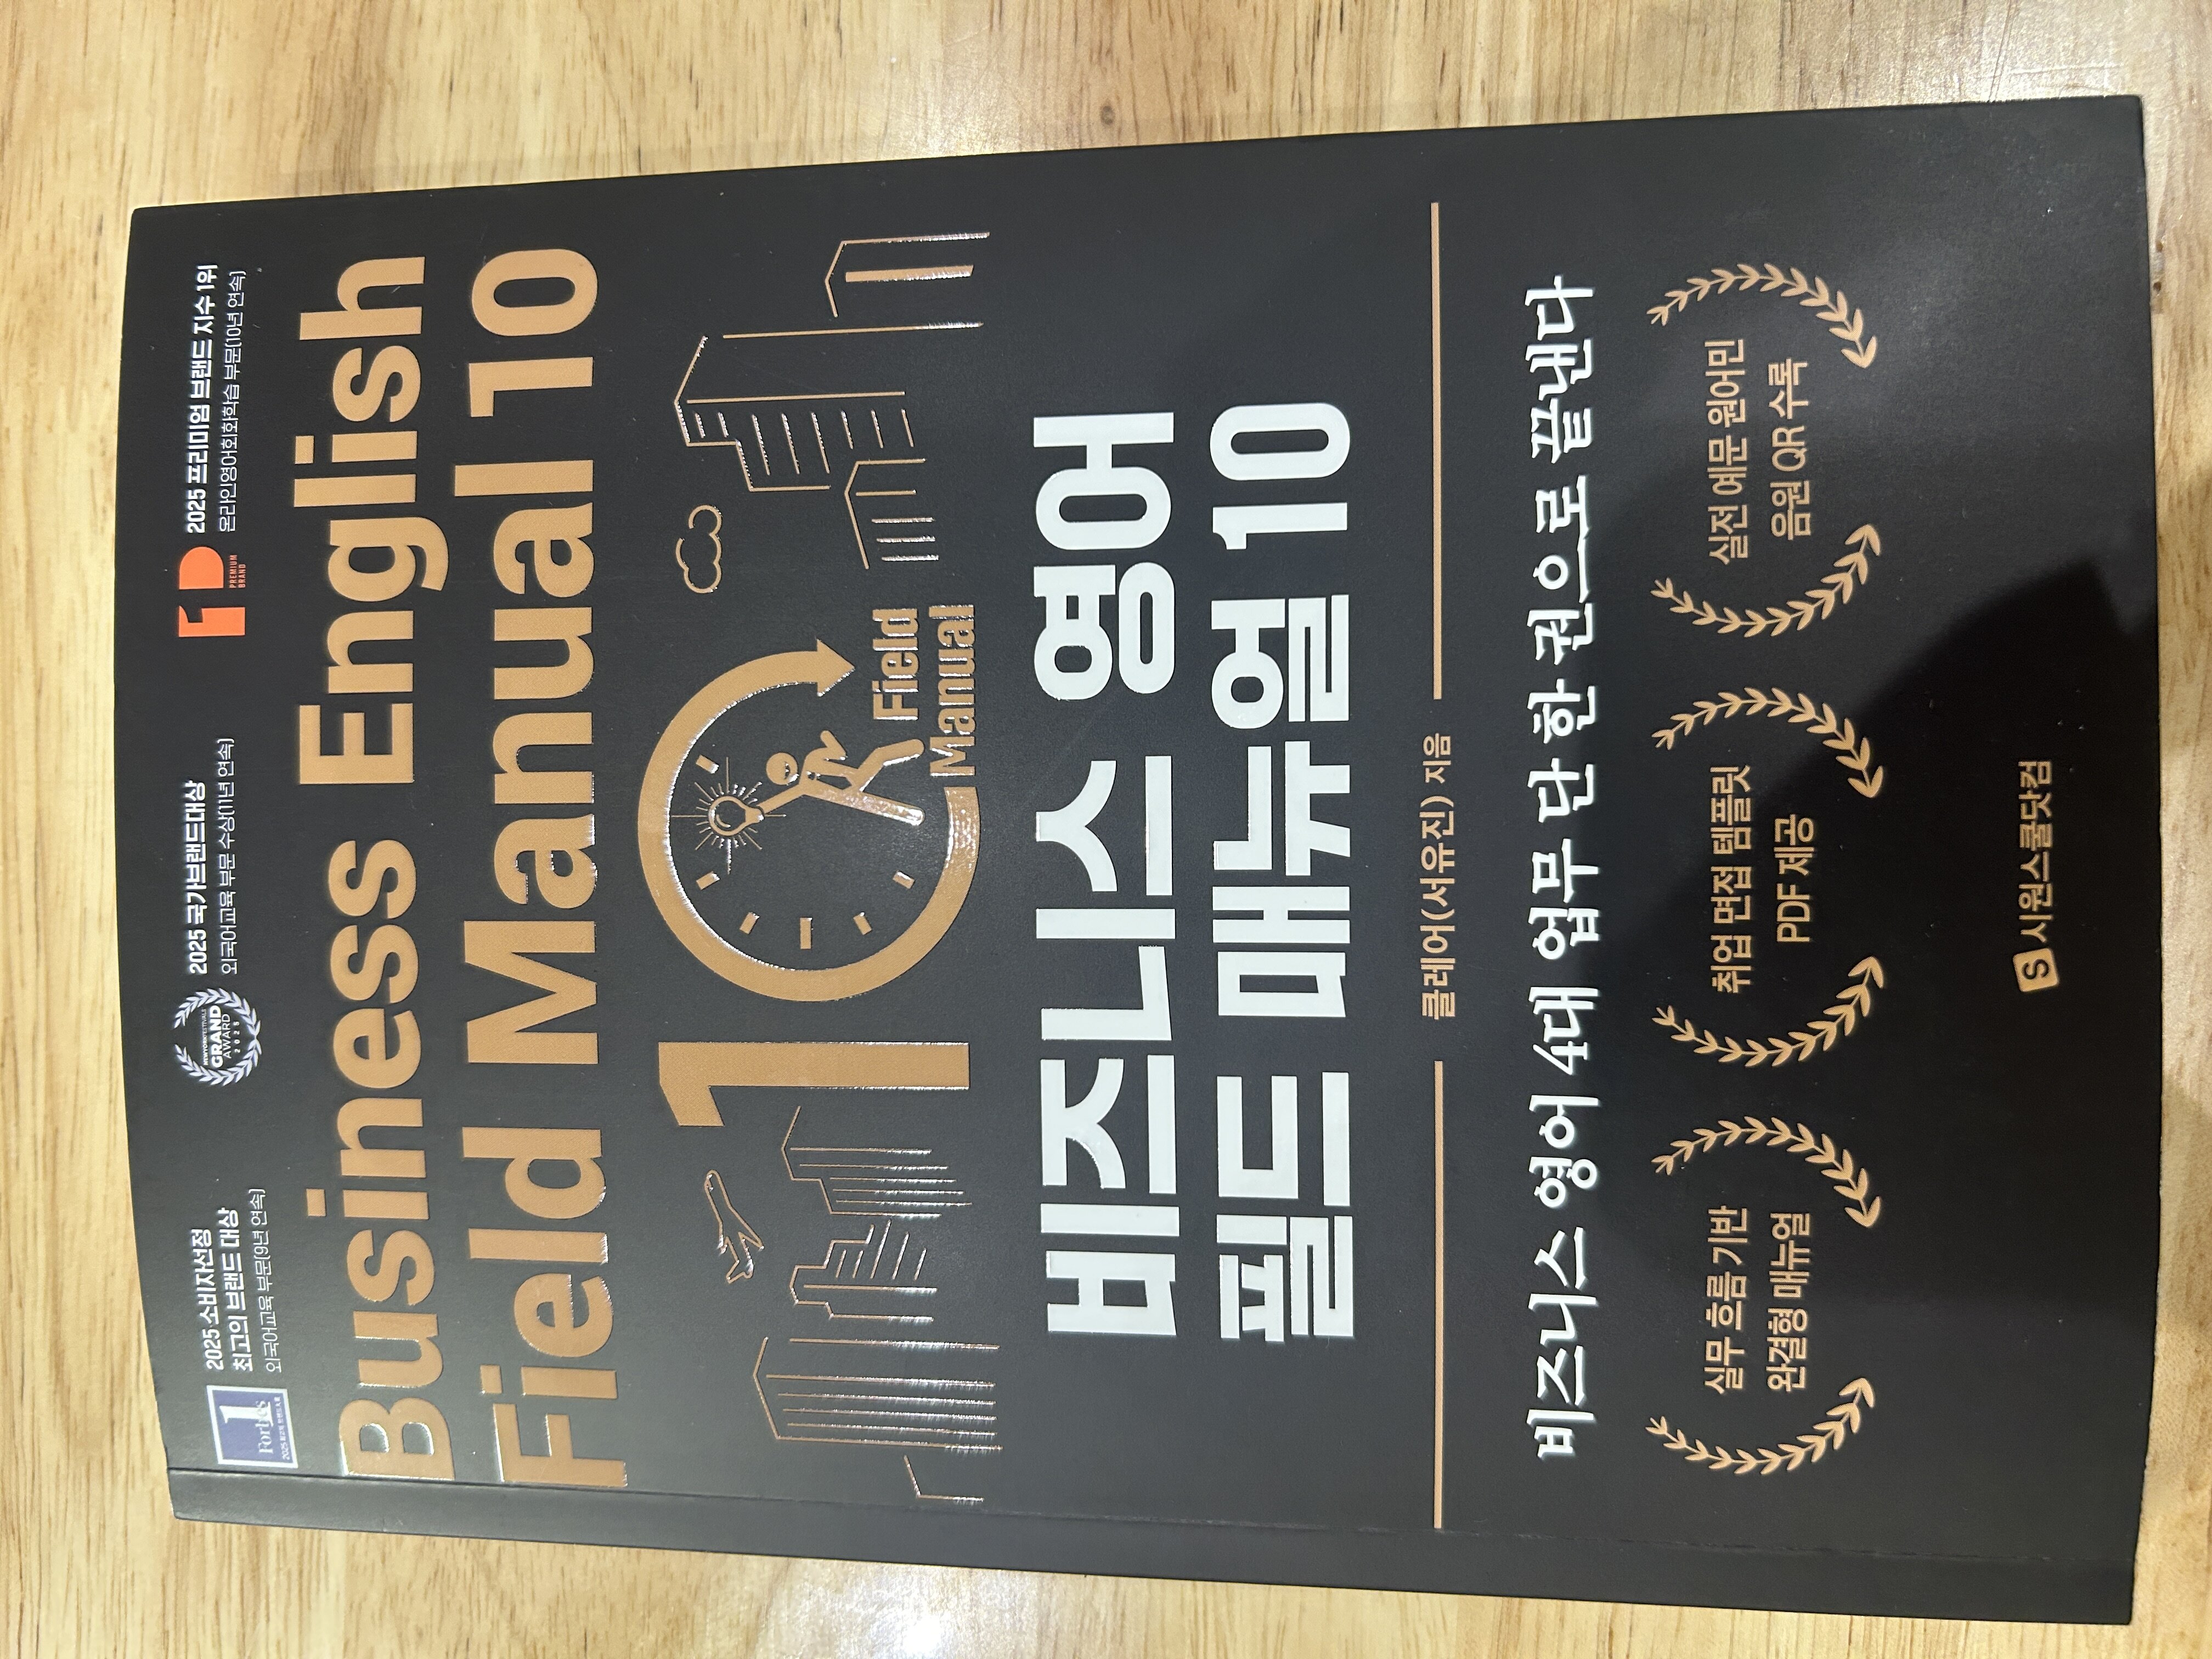 Forbes
2025 소비자선정
최고의 브랜드 대상
외국어교육 부문(9년 연속)
GRAND
AWARD
2025
2025 국가브랜드대상
외국어교육 부문 수상(11년 연속)
PREMIUM
BRAND
2025 프리미엄 브랜드 지수 1위
온라인영어회화학습 부문(10년 연속)
Business English
Field Manual 10
10
Field
Manual
비즈니스 영어
필드 매뉴얼 10
클레어(서유진) 지음
비즈니스 영어 4대 업무 단 한 권으로 끝낸다
실무 흐름 기반
완결형 매뉴얼
취업 면접 템플릿
PDF 제공
실전 예문 원어민
음원 QR 수록
S 시원스쿨닷컴